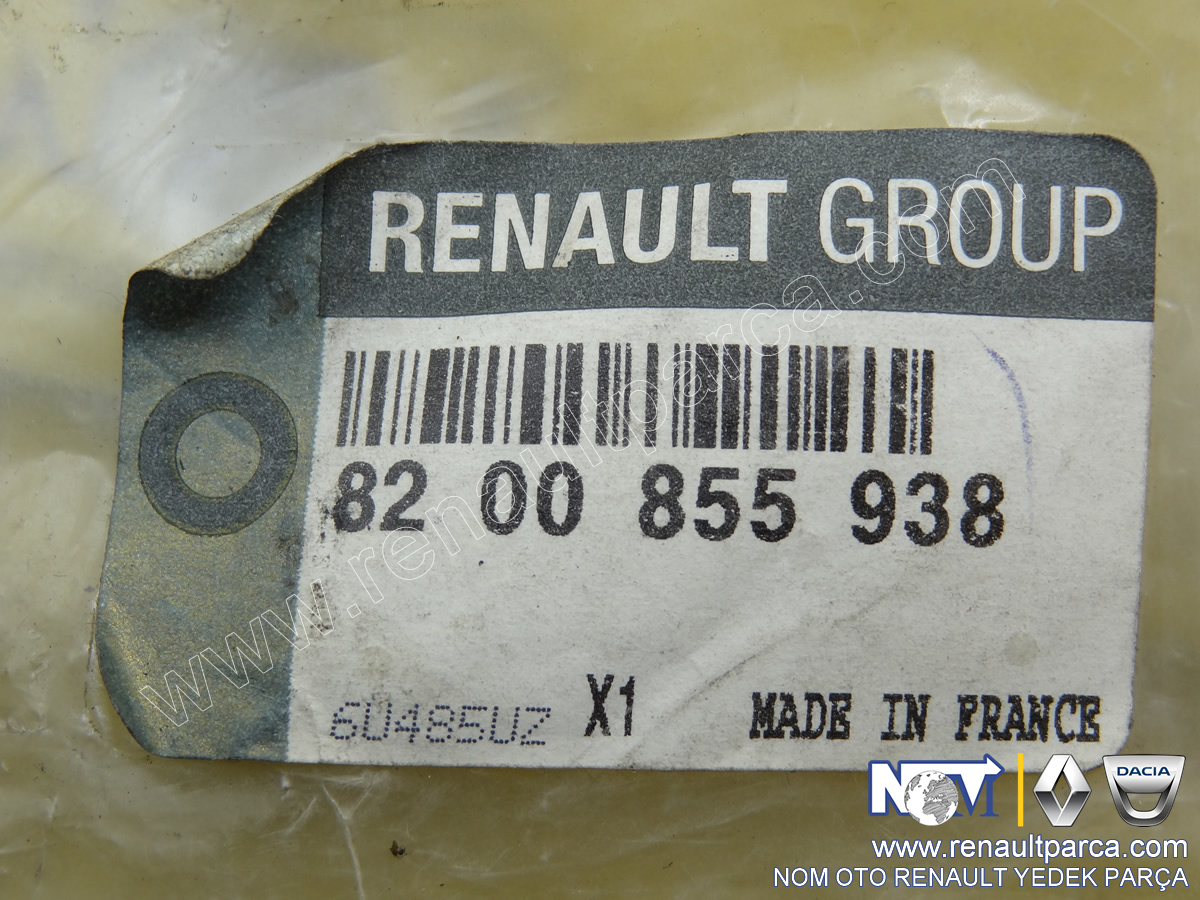 RENAULT GROUP
82 00 855 938
6U485UZ X1 MADE IN FRANCE
www.renaultparca.com
NOM DACIA
www.renaultparca.com
NOM OTO RENAULT YEDEK PARÇA